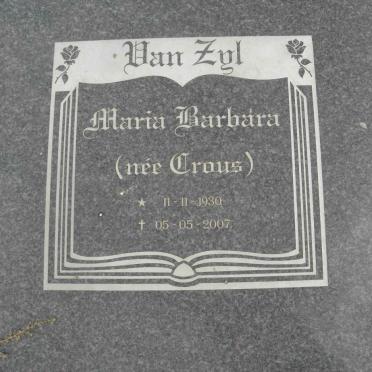 Van Zyl
Maria Barbara
(née Crous)
★ 11-11-1930
✝ 05-05-2007